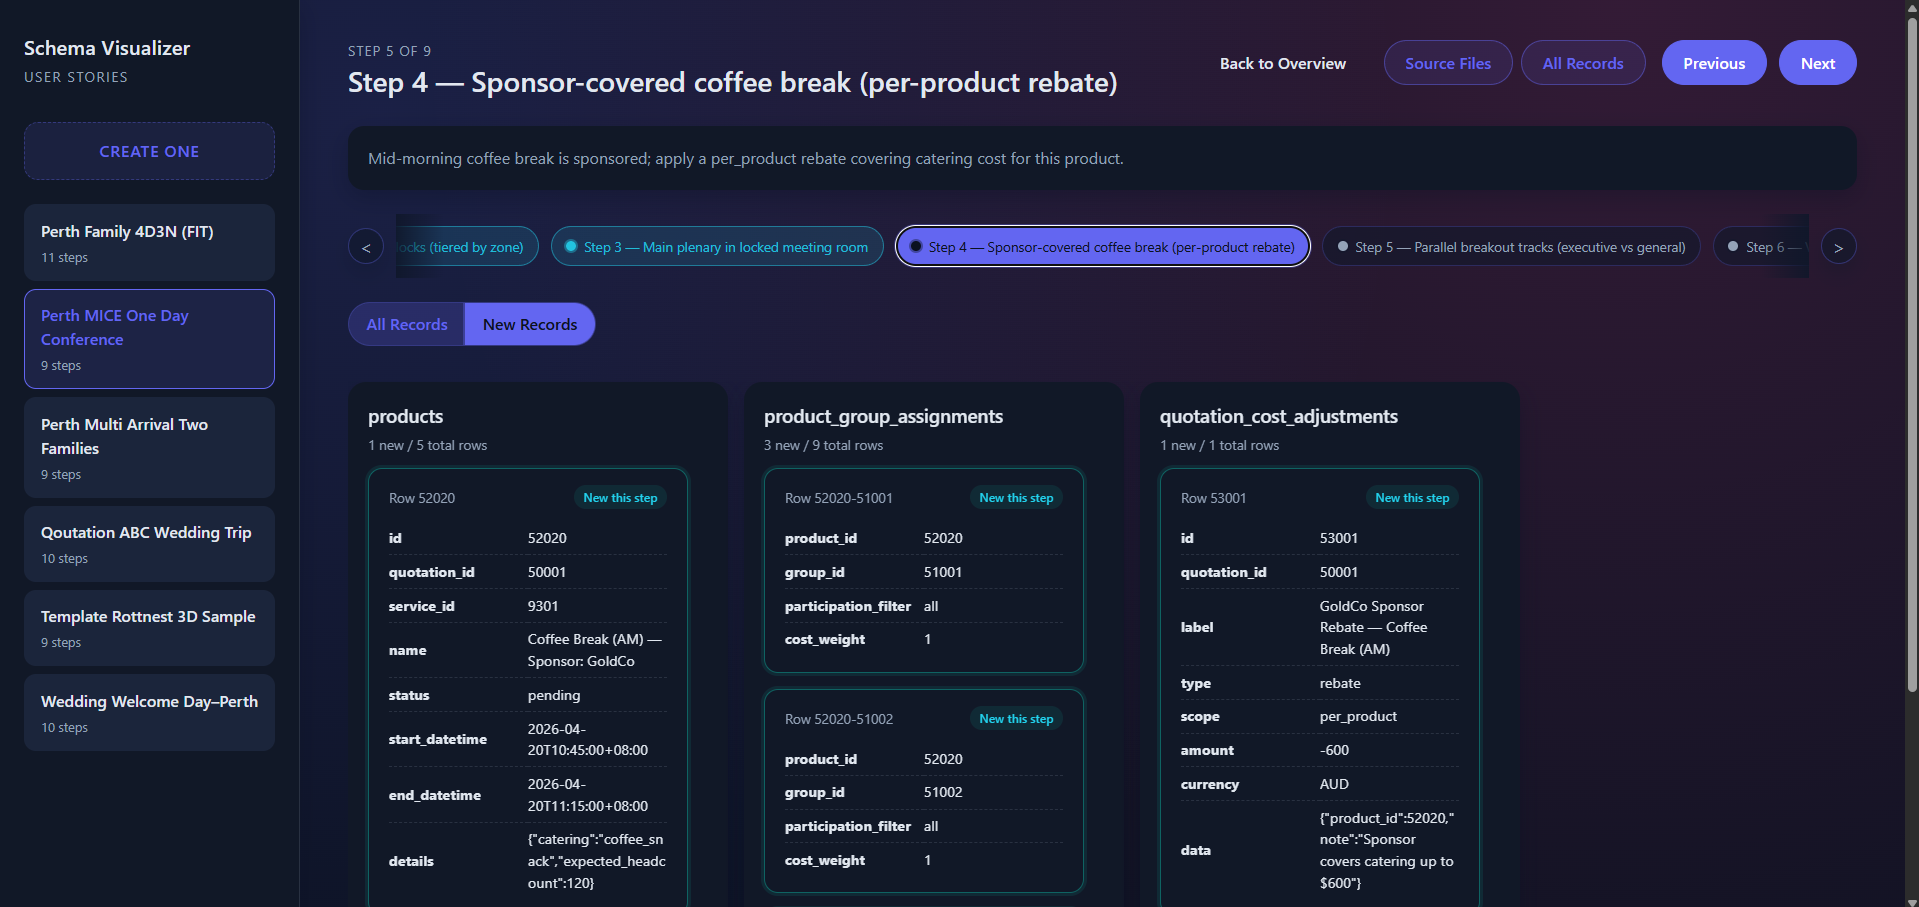 Schema Visualizer
USER STORIES
CREATE ONE
Perth Family 4D3N (FIT)
11 steps
Perth MICE One Day
Conference
9 steps
Perth Multi Arrival Two
Families
9 steps
Qoutation ABC Wedding Trip
10 steps
Template Rottnest 3D Sample
9 steps
Wedding Welcome Day–Perth
10 steps
STEP 5 OF 9
Step 4 — Sponsor-covered coffee break (per-product rebate)
Back to Overview
Source Files
All Records
Previous
Next
Mid-morning coffee break is sponsored; apply a per_product rebate covering catering cost for this product.
<
(tiered by zone)
Step 3 — Main plenary in locked meeting room
Step 4 — Sponsor-covered coffee break (per-product rebate)
Step 5 — Parallel breakout tracks (executive vs general)
Step 6 —
>
All Records
New Records
products
1 new / 5 total rows
Row 52020
New this step
id 52020
quotation_id 50001
service_id 9301
name Coffee Break (AM) —
Sponsor: GoldCo
status pending
start_datetime 2026-04-
20T10:45:00+08:00
end_datetime 2026-04-
20T11:15:00+08:00
details {"catering":"coffee_sn
ack","expected_headc
ount":120}
product_group_assignments
3 new / 9 total rows
Row 52020-51001
New this step
product_id 52020
group_id 51001
participation_filter all
cost_weight 1
Row 52020-51002
New this step
product_id 52020
group_id 51002
participation_filter all
cost_weight 1
quotation_cost_adjustments
1 new / 1 total rows
Row 53001
New this step
id 53001
quotation_id 50001
label GoldCo Sponsor
Rebate — Coffee
Break (AM)
type rebate
scope per_product
amount -600
currency AUD
data {"product_id":52020,"
note":"Sponsor
covers catering up to
$600"}